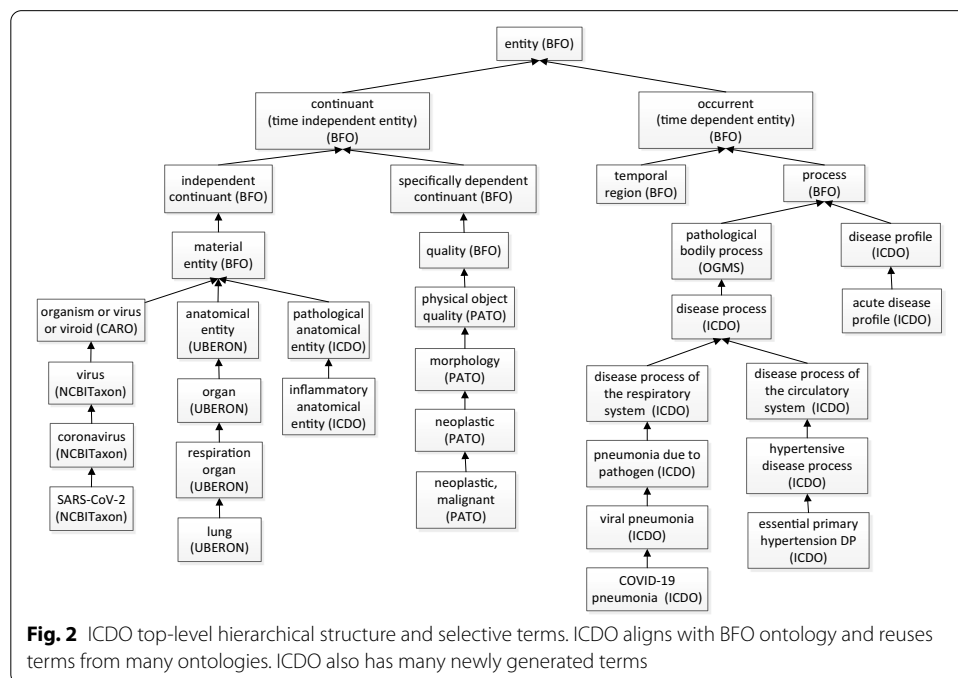 entity (BFO)
continuant
(time independent entity)
(BFO)
occurrent
(time dependent entity)
(BFO)
independent
continuant (BFO)
specifically dependent
continuant (BFO)
temporal
region (BFO)
process
(BFO)
material
entity (BFO)
quality (BFO)
pathological
bodily process
(OGMS)
disease profile
(ICDO)
organism or virus
or viroid (CARO)
anatomical
entity
(UBERON)
pathological
anatomical
entity (ICDO)
physical object
quality (PATO)
disease process
(ICDO)
acute disease
profile (ICDO)
virus
(NCBITaxon)
organ
(UBERON)
inflammatory
anatomical
entity (ICDO)
morphology
(PATO)
disease process of
the respiratory
system (ICDO)
disease process of
the circulatory
system (ICDO)
coronavirus
(NCBITaxon)
respiration
organ
(UBERON)
neoplastic
(PATO)
pneumonia due to
pathogen (ICDO)
hypertensive
disease process
(ICDO)
SARS-CoV-2
(NCBITaxon)
lung
(UBERON)
neoplastic,
malignant
(PATO)
viral pneumonia
(ICDO)
essential primary
hypertension DP
(ICDO)
COVID-19
pneumonia (ICDO)
Fig. 2 ICDO top-level hierarchical structure and selective terms. ICDO aligns with BFO ontology and reuses
terms from many ontologies. ICDO also has many newly generated terms